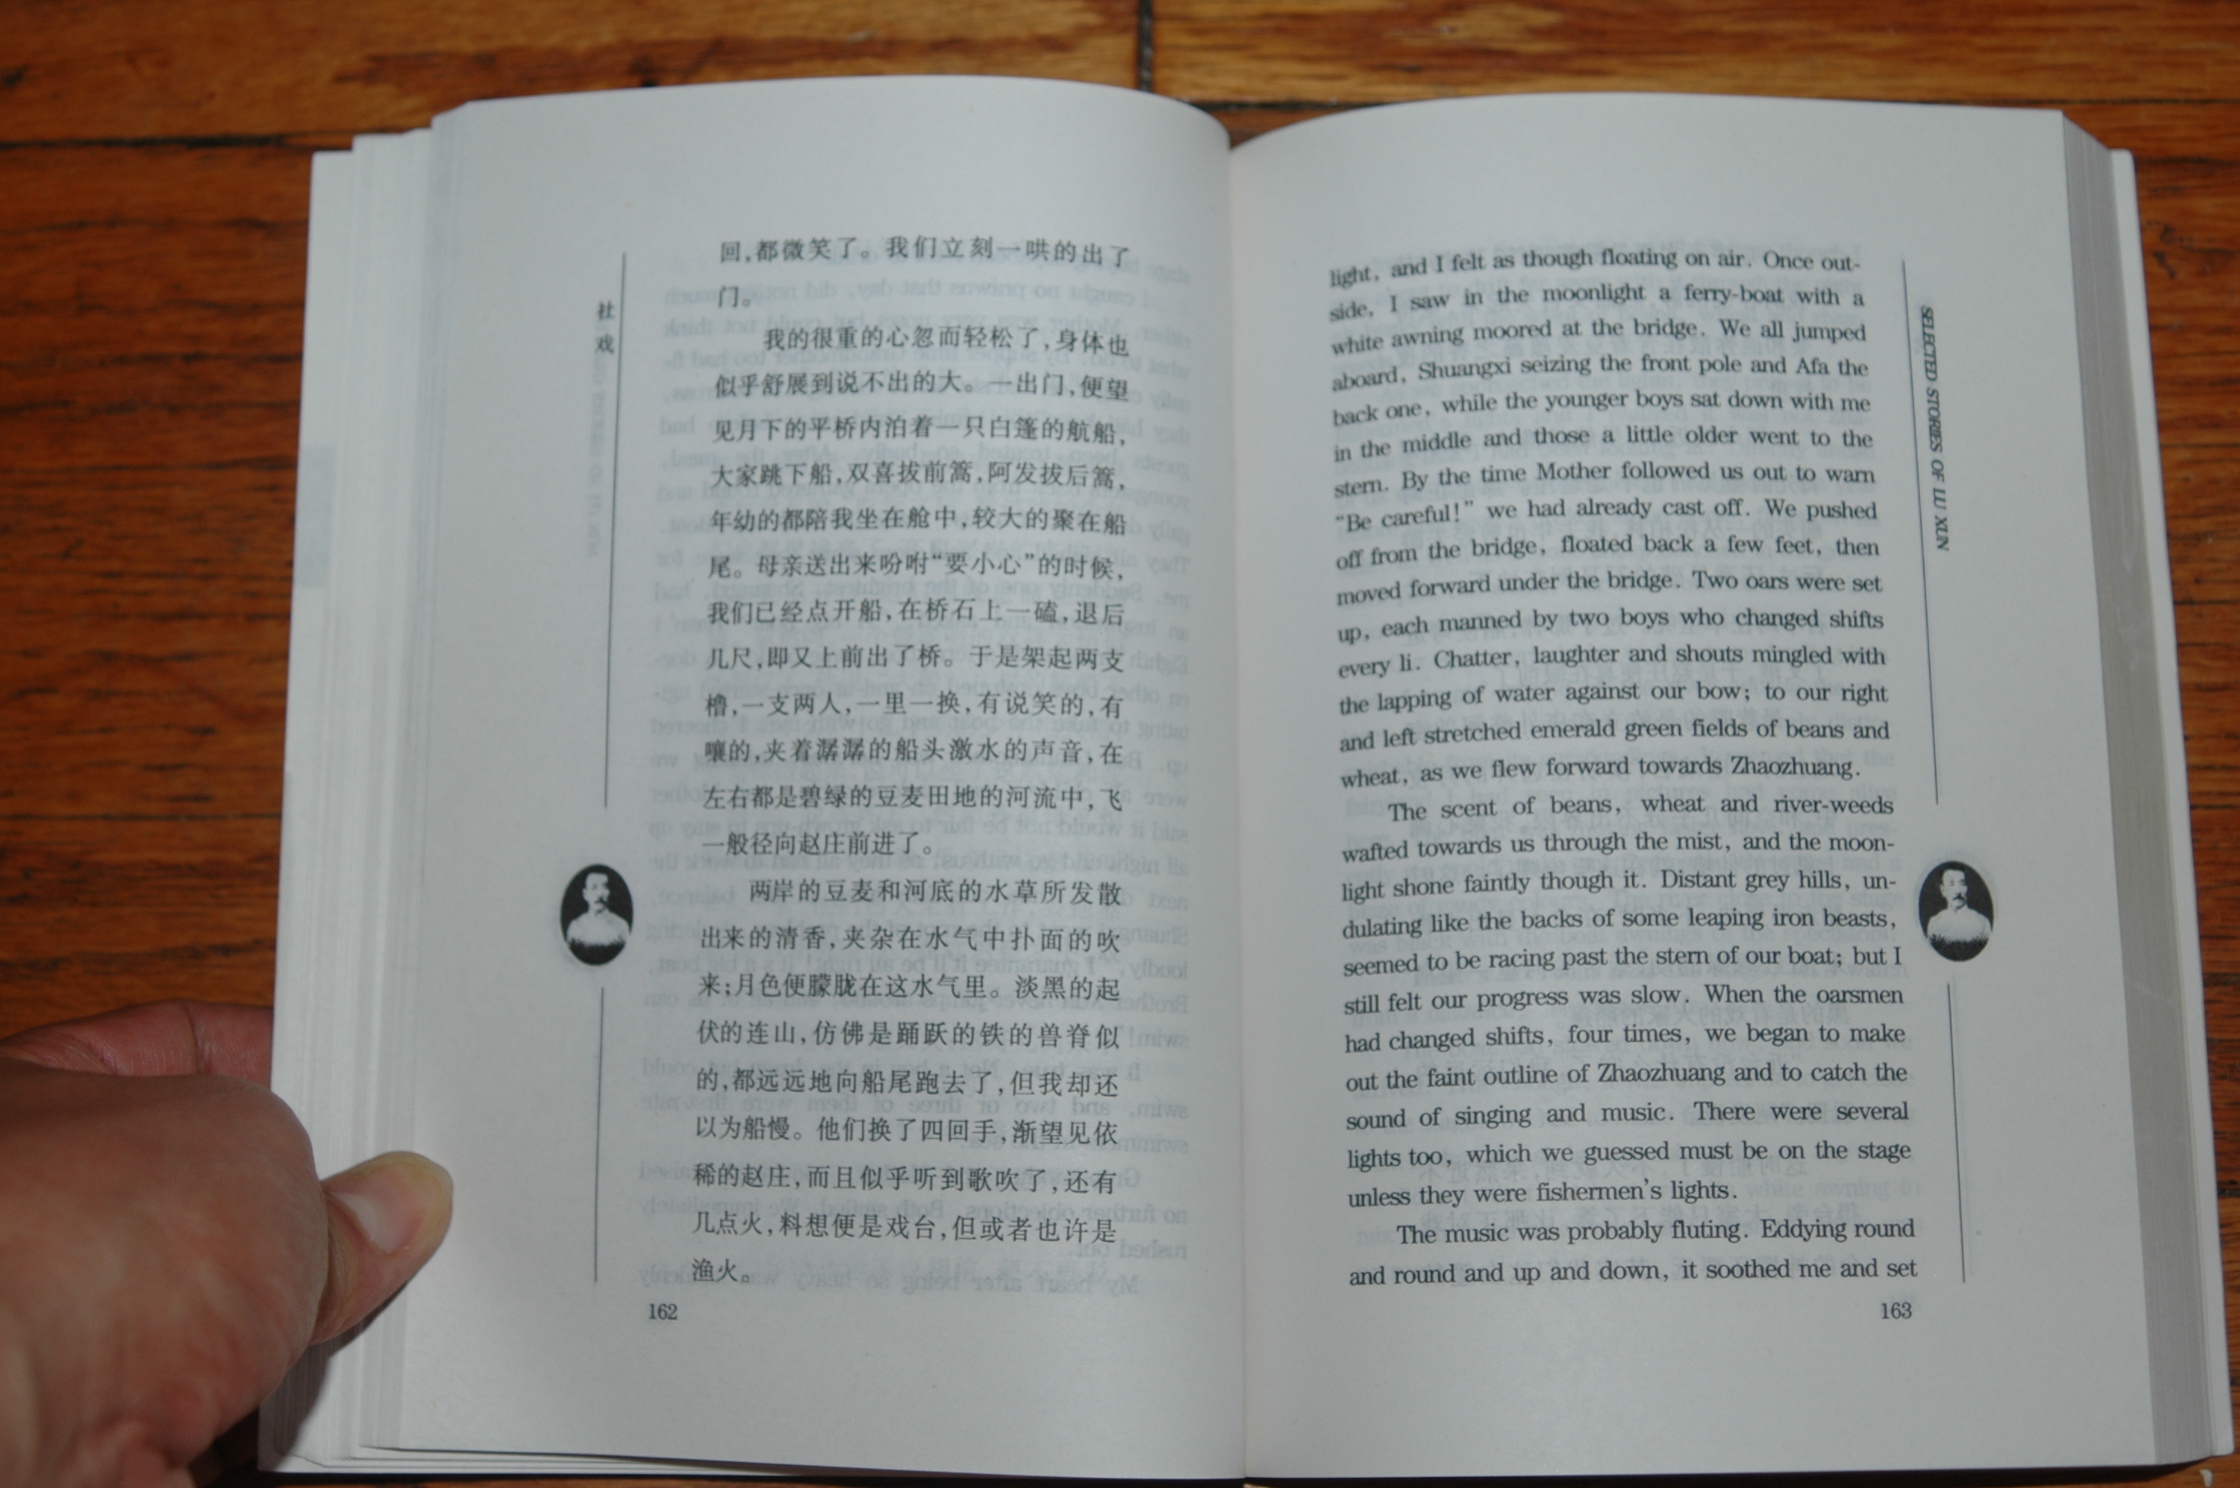 社
戏
回,都微笑了。我们立刻一哄的出了
门。
我的很重的心忽而轻松了,身体也
似乎舒展到说不出的大。一出门,便望
见月下的平桥内泊着一只白篷的航船,
大家跳下船,双喜拔前篙,阿发拔后篙,
年幼的都陪我坐在舱中,较大的聚在船
尾。母亲送出来吩咐“要小心”的时候,
我们已经点开船,在桥石上一磕,退后
几尺,即又上前出了桥。于是架起两支
橹,一支两人,一里一换,有说笑的,有
嚷的,夹着潺潺的船头激水的声音,在
左右都是碧绿的豆麦田地的河流中,飞
一般径向赵庄前进了。
两岸的豆麦和河底的水草所发散
出来的清香,夹杂在水气中扑面的吹
来;月色便朦胧在这水气里。淡黑的起
伏的连山,仿佛是踊跃的铁的兽脊似
的,都远远地向船尾跑去了,但我却还
以为船慢。他们换了四回手,渐望见依
稀的赵庄,而且似乎听到歌吹了,还有
几点火,料想便是戏台,但或者也许是
渔火。
162
SELECTED STORIES OF LU XUN
light, and I felt as though floating on air. Once out-
side, I saw in the moonlight a ferry-boat with a
white awning moored at the bridge. We all jumped
aboard, Shuangxi seizing the front pole and Afa the
back one, while the younger boys sat down with me
in the middle and those a little older went to the
stern. By the time Mother followed us out to warn
“Be careful!” we had already cast off. We pushed
off from the bridge, floated back a few feet, then
moved forward under the bridge. Two oars were set
up, each manned by two boys who changed shifts
every li. Chatter, laughter and shouts mingled with
the lapping of water against our bow; to our right
and left stretched emerald green fields of beans and
wheat, as we flew forward towards Zhaozhuang.
The scent of beans, wheat and river-weeds
wafted towards us through the mist, and the moon-
light shone faintly though it. Distant grey hills, un-
dulating like the backs of some leaping iron beasts,
seemed to be racing past the stern of our boat; but I
still felt our progress was slow. When the oarsmen
had changed shifts, four times, we began to make
out the faint outline of Zhaozhuang and to catch the
sound of singing and music. There were several
lights too, which we guessed must be on the stage
unless they were fishermen's lights.
The music was probably fluting. Eddying round
and round and up and down, it soothed me and set
163